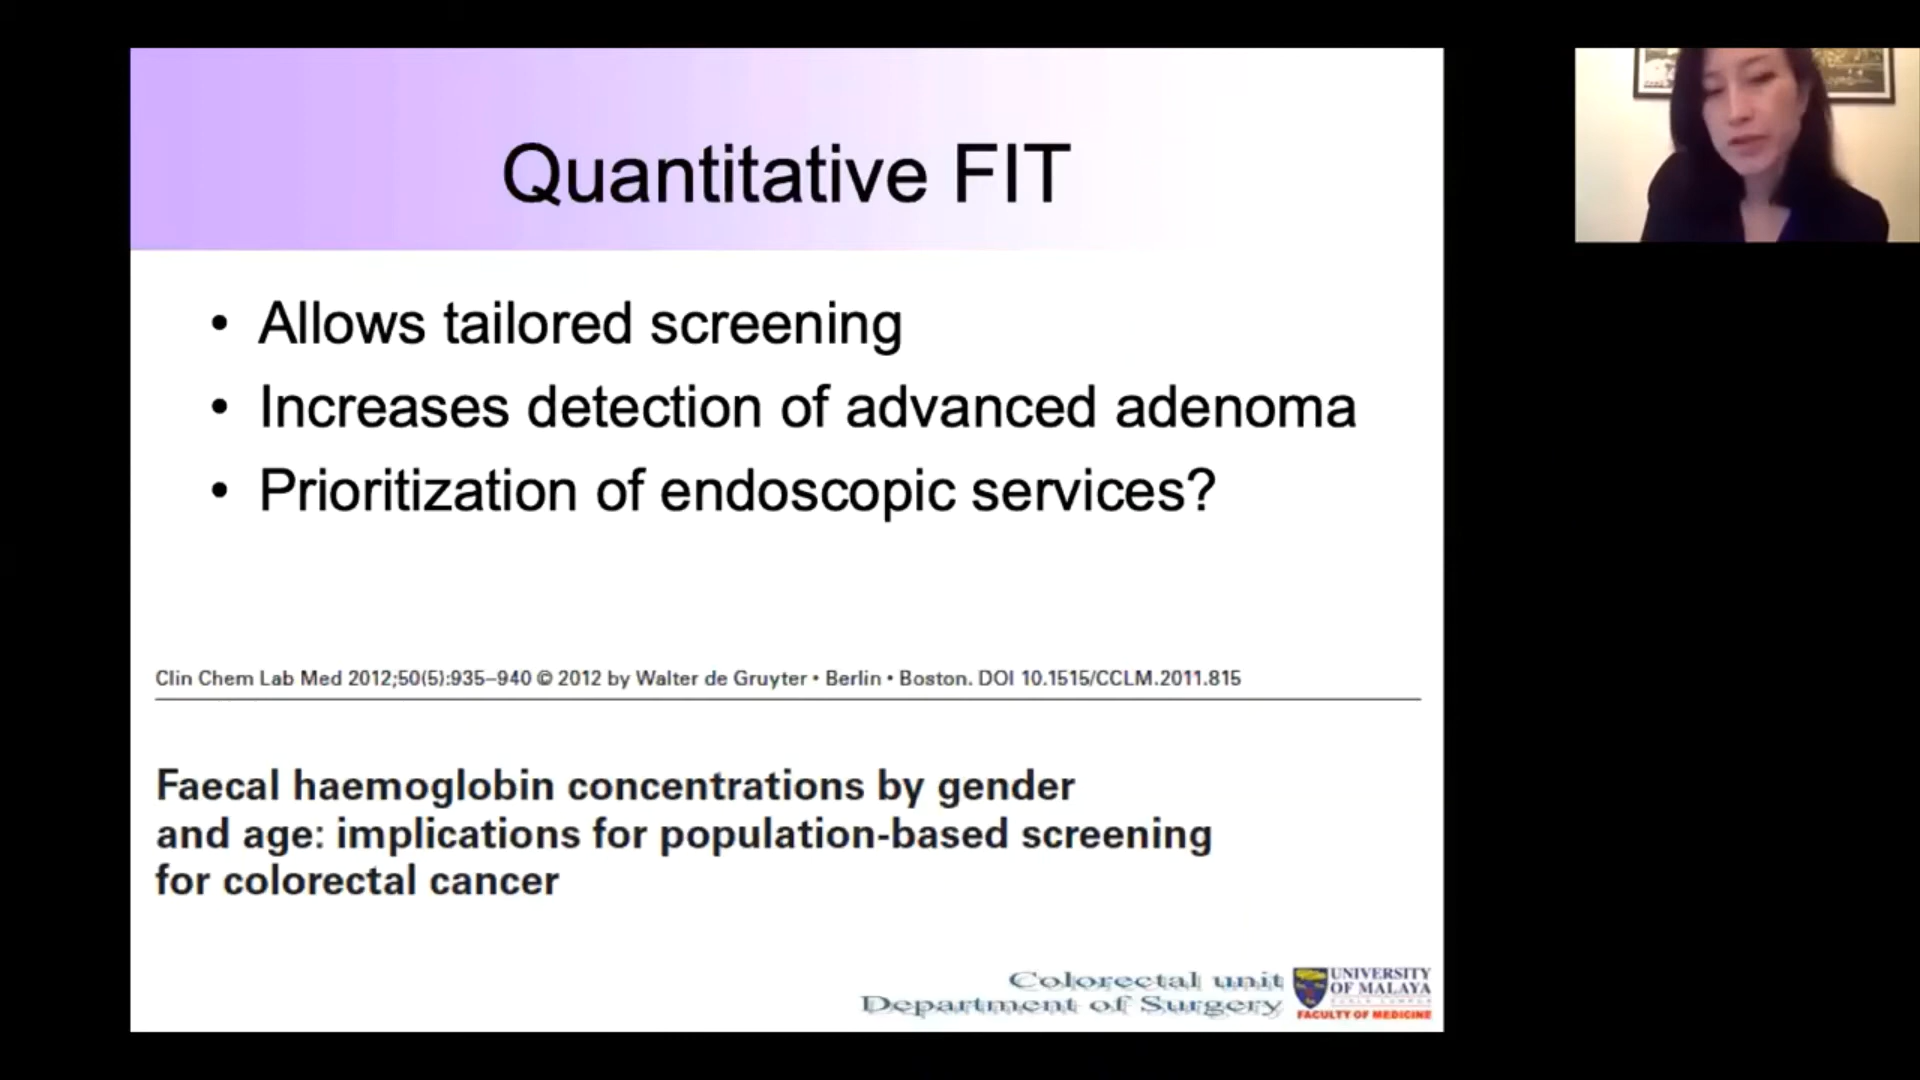 Quantitative FIT
• Allows tailored screening
• Increases detection of advanced adenoma
• Prioritization of endoscopic services?
Clin Chem Lab Med 2012;50(5):935–940 © 2012 by Walter de Gruyter • Berlin • Boston. DOI 10.1515/CCLM.2011.815
Faecal haemoglobin concentrations by gender
and age: implications for population-based screening
for colorectal cancer
Colorectal unit
Department of Surgery
UNIVERSITY
OF MALAYA
FACULTY OF MEDICINE